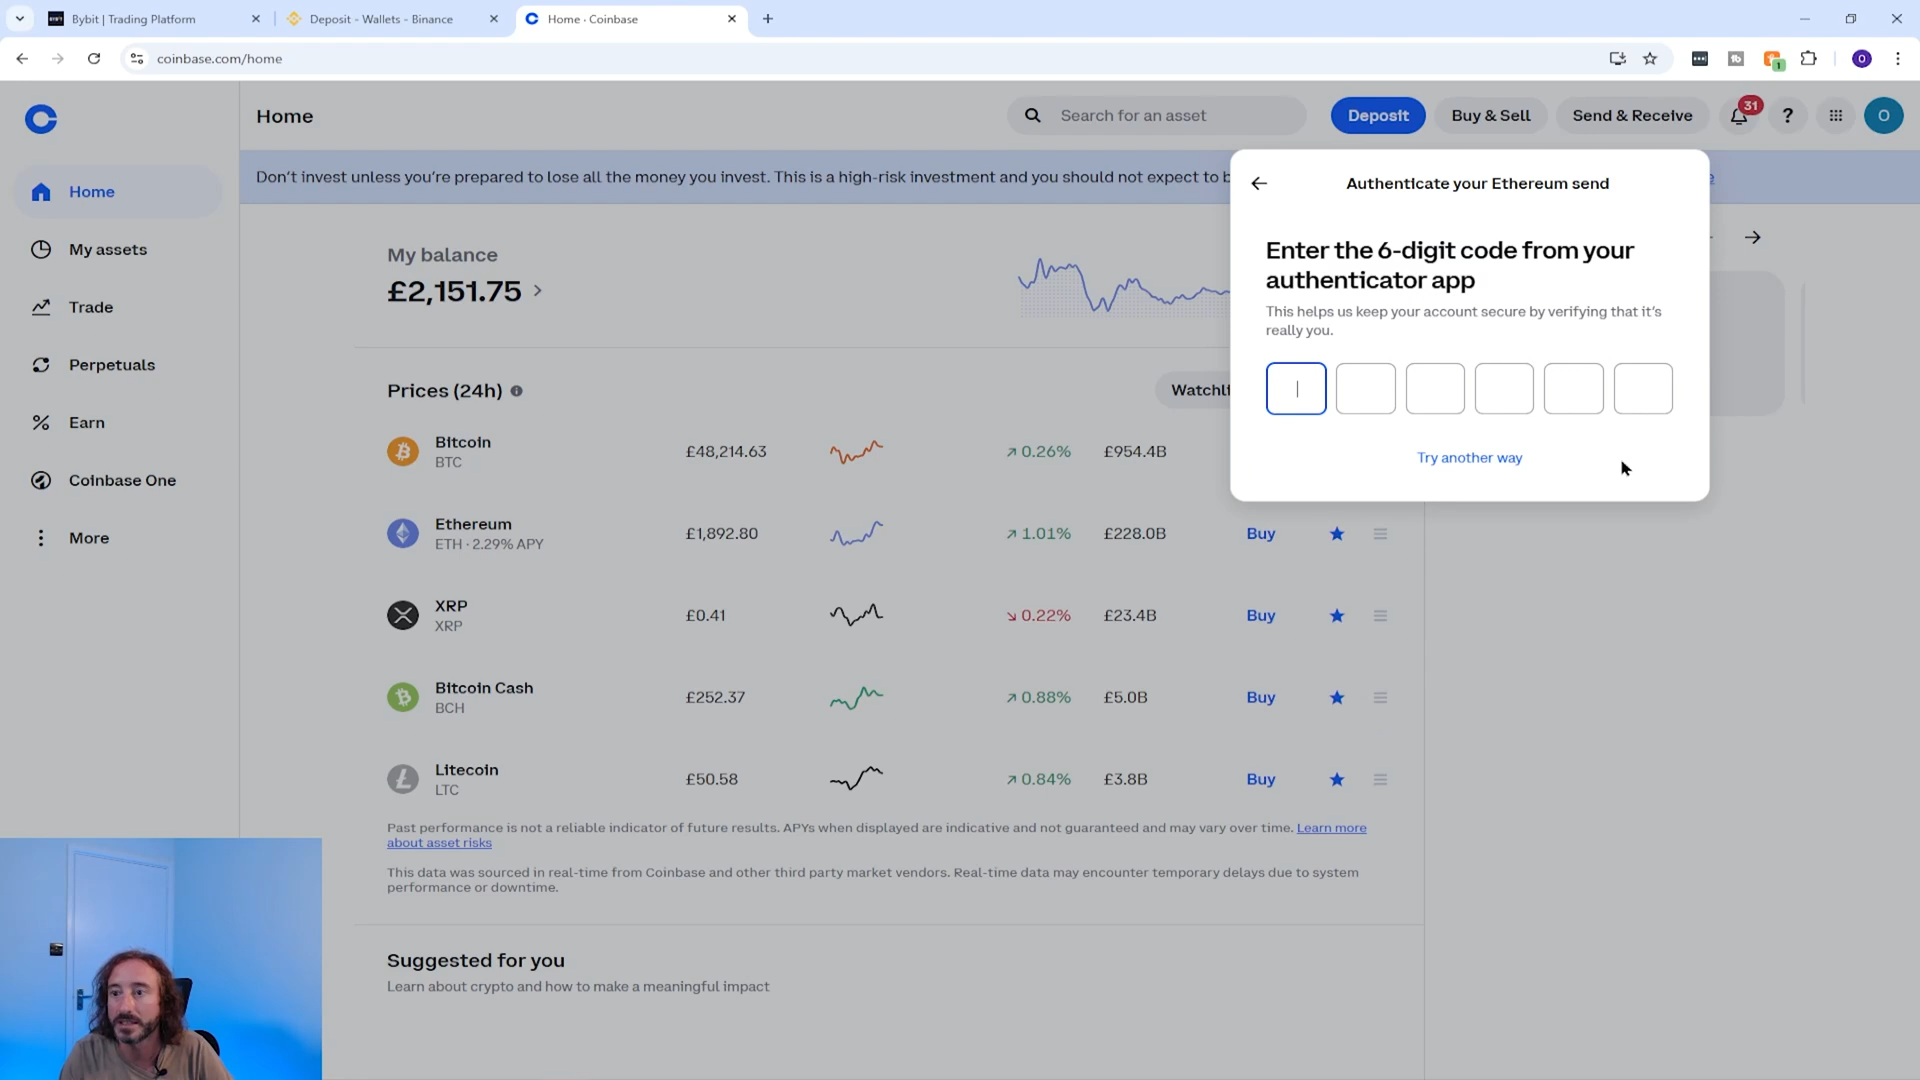 Bybit | Trading Platform
Deposit - Wallets - Binance
Home · Coinbase
coinbase.com/home
1
O
Home
Search for an asset
Deposit
Buy & Sell
Send & Receive
31
?
O
Don't invest unless you're prepared to lose all the money you invest. This is a high-risk investment and you should not expect to b
Home
My assets
Trade
Perpetuals
Earn
Coinbase One
More
Authenticate your Ethereum send
Enter the 6-digit code from your
authenticator app
This helps us keep your account secure by verifying that it's
really you.
Try another way
My balance
£2,151.75
Prices (24h)
Watchli
Bitcoin
BTC
£48,214.63
0.26%
£954.4B
Ethereum
ETH · 2.29% APY
£1,892.80
1.01%
£228.0B
Buy
XRP
XRP
£0.41
0.22%
£23.4B
Buy
Bitcoin Cash
BCH
£252.37
0.88%
£5.0B
Buy
Litecoin
LTC
£50.58
0.84%
£3.8B
Buy
Past performance is not a reliable indicator of future results. APYs when displayed are indicative and not guaranteed and may vary over time. Learn more
about asset risks
This data was sourced in real-time from Coinbase and other third party market vendors. Real-time data may encounter temporary delays due to system
performance or downtime.
Suggested for you
Learn about crypto and how to make a meaningful impact